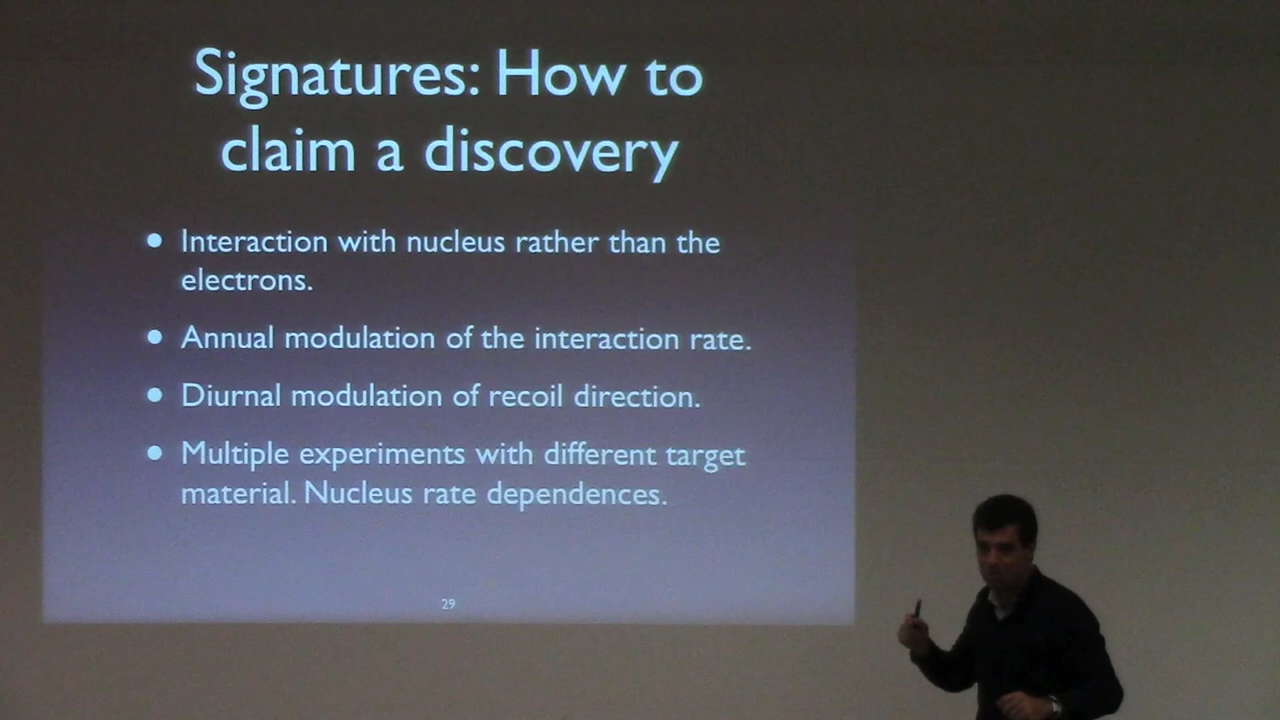 Signatures: How to
claim a discovery
• Interaction with nucleus rather than the
electrons.
• Annual modulation of the interaction rate.
• Diurnal modulation of recoil direction.
• Multiple experiments with different target
material. Nucleus rate dependences.
29